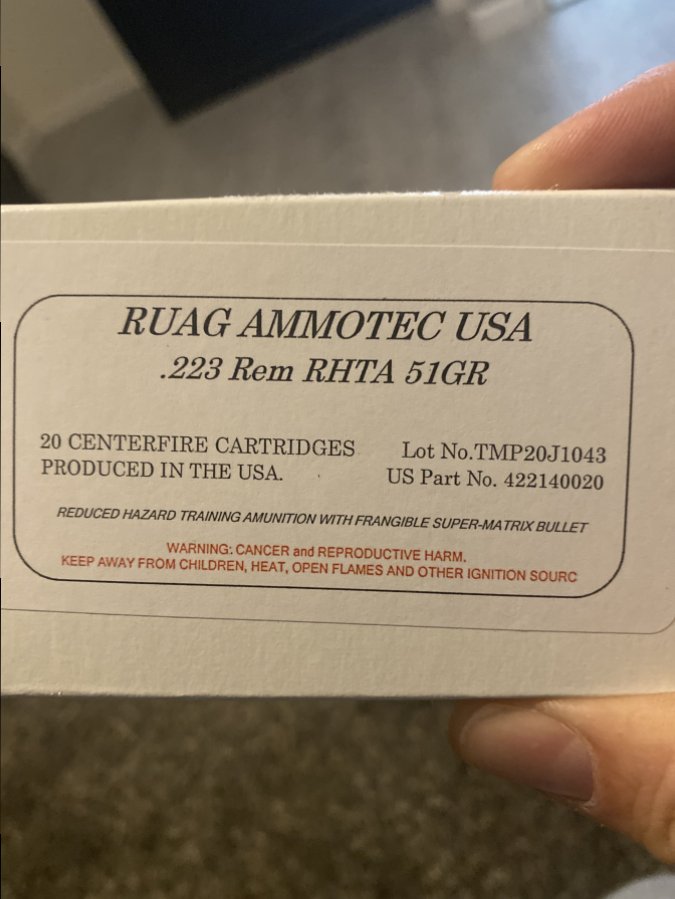 RUAG AMMOTEC USA
.223 Rem RHTA 51GR
20 CENTERFIRE CARTRIDGES
PRODUCED IN THE USA.
Lot No.TMP20J1043
US Part No. 422140020
REDUCED HAZARD TRAINING AMUNITION WITH FRANGIBLE SUPER-MATRIX BULLET
WARNING: CANCER and REPRODUCTIVE HARM.
KEEP AWAY FROM CHILDREN, HEAT, OPEN FLAMES AND OTHER IGNITION SOURC